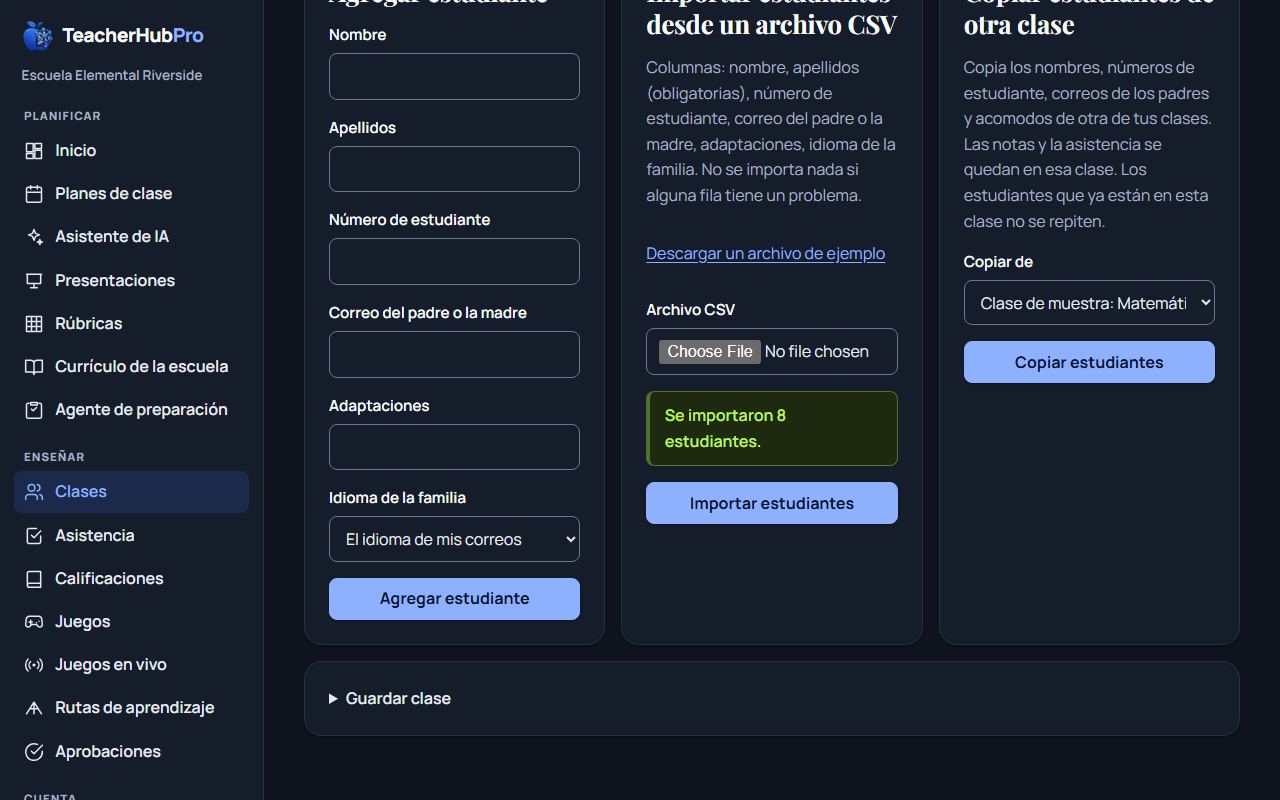 TeacherHubPro
Escuela Elemental Riverside
PLANIFICAR
Inicio
Planes de clase
Asistente de IA
Presentaciones
Rúbricas
Currículo de la escuela
Agente de preparación
ENSEÑAR
Clases
Asistencia
Calificaciones
Juegos
Juegos en vivo
Rutas de aprendizaje
Aprobaciones
CUENTA
Agregar estudiante
Nombre
Apellidos
Número de estudiante
Correo del padre o la madre
Adaptaciones
Idioma de la familia
El idioma de mis correos
Agregar estudiante
Importar estudiantes
desde un archivo CSV
Columnas: nombre, apellidos
(obligatorias), número de
estudiante, correo del padre o la
madre, adaptaciones, idioma de la
familia. No se importa nada si
alguna fila tiene un problema.
Descargar un archivo de ejemplo
Archivo CSV
Choose File No file chosen
Se importaron 8
estudiantes.
Importar estudiantes
Copiar estudiantes de
otra clase
Copia los nombres, números de
estudiante, correos de los padres
y acomodos de otra de tus clases.
Las notas y la asistencia se
quedan en esa clase. Los
estudiantes que ya están en esta
clase no se repiten.
Copiar de
Clase de muestra: Matemáti
Copiar estudiantes
Guardar clase